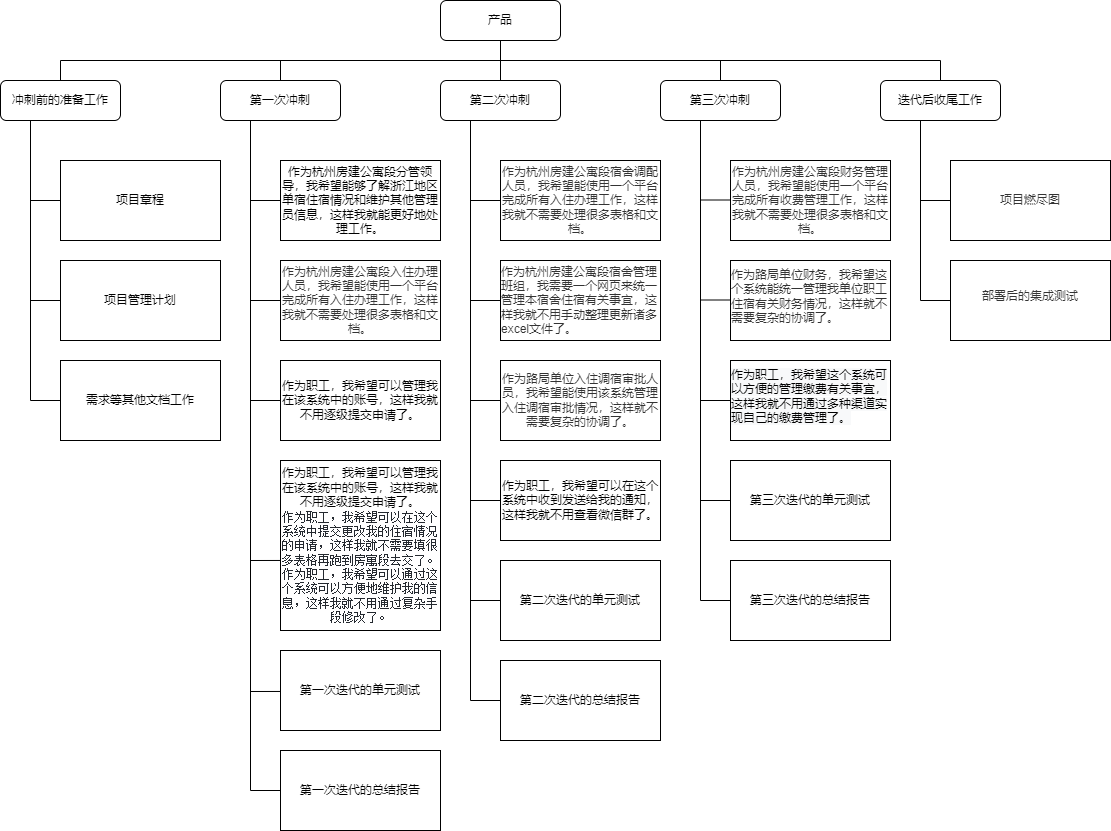 产品
冲刺前的准备工作
第一次冲刺
第二次冲刺
第三次冲刺
迭代后收尾工作
项目章程
项目管理计划
需求等其他文档工作
作为杭州房建公寓段分管领
导，我希望能够了解浙江地区
单宿住宿情况和维护其他管理
员信息，这样我就能更好地处
理工作。
作为杭州房建公寓段入住办理
人员，我希望能使用一个平台
完成所有入住办理工作，这样
我就不需要处理很多表格和文
档。
作为职工，我希望可以管理我
在该系统中的账号，这样我就
不用逐级提交申请了。
作为职工，我希望可以管理我
在该系统中的账号，这样我就
不用逐级提交申请了。
作为职工，我希望可以在这个
系统中提交更改我的住宿情况
的申请，这样我就不需要填很
多表格再跑到房寓段去交了。
作为职工，我希望可以通过这
个系统可以方便地维护我的信
息，这样我就不用通过复杂手
段修改了。
第一次迭代的单元测试
第一次迭代的总结报告
作为杭州房建公寓段宿舍调配
人员，我希望能使用一个平台
完成所有入住办理工作，这样
我就不需要处理很多表格和文
档。
作为杭州房建公寓段宿舍管理
班组，我需要一个网页来统一
管理本宿舍住宿有关事宜，这
样我就不用手动整理更新诸多
excel文件了。
作为路局单位入住调宿审批人
员，我希望能使用该系统管理
入住调宿审批情况，这样就不
需要复杂的协调了。
作为职工，我希望可以在这个
系统中收到发送给我的通知，
这样我就不用查看微信群了。
第二次迭代的单元测试
第二次迭代的总结报告
作为杭州房建公寓段财务管理
人员，我希望能使用一个平台
完成所有收费管理工作，这样
我就不需要处理很多表格和文
档。
作为路局单位财务，我希望这
个系统能统一管理我单位职工
住宿有关财务情况，这样就不
需要复杂的协调了。
作为职工，我希望这个系统可
以方便的管理缴费有关事宜，
这样我就不用通过多种渠道实
现自己的缴费管理了。
第三次迭代的单元测试
第三次迭代的总结报告
项目燃尽图
部署后的集成测试